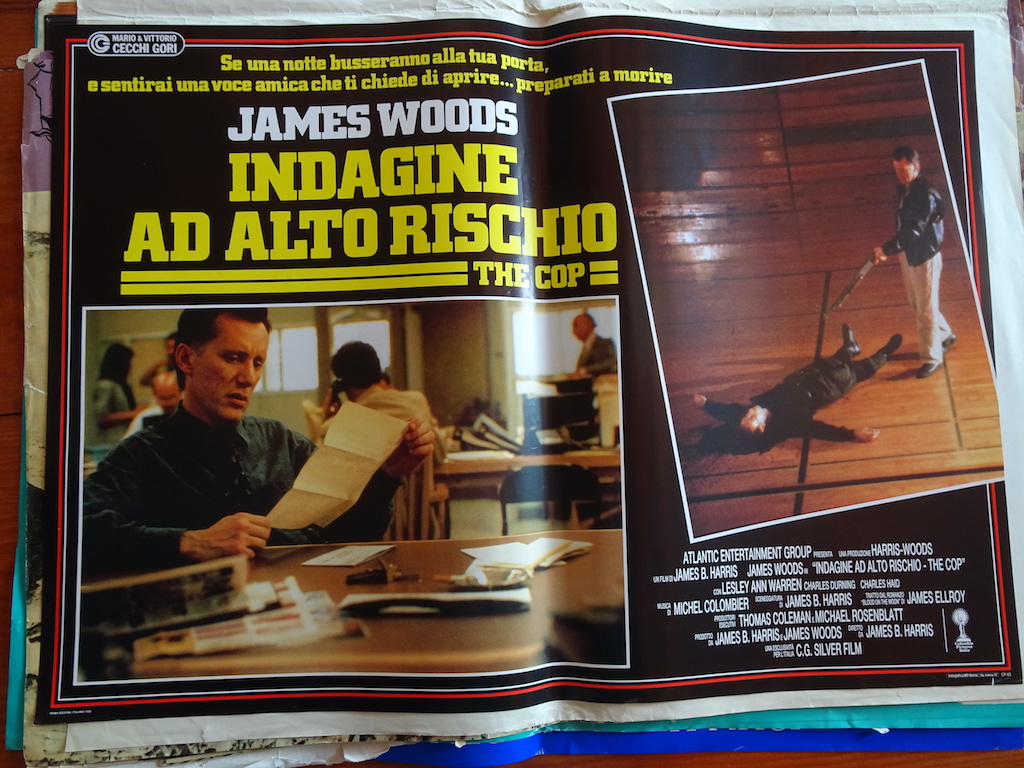 MARIO & VITTORIO
CECCHI GORI
Se una notte busseranno alla tua porta,
e sentirai una voce amica che ti chiede di aprire... preparati a morire
JAMES WOODS
INDAGINE
AD ALTO RISCHIO
THE COP
ATLANTIC ENTERTAINMENT GROUP PRESENTA UNA PRODUZIONE HARRIS-WOODS
UN FILM DI JAMES B. HARRIS JAMES WOODS IN "INDAGINE AD ALTO RISCHIO - THE COP"
CON LESLEY ANN WARREN CHARLES DURNING CHARLES HAID
MUSICA DI MICHEL COLOMBIER SCENEGGIATURA DI JAMES B. HARRIS TRATTO DAL ROMANZO "BLOOD ON THE MOON" DI JAMES ELLROY
PRODUTTORI ESECUTIVI THOMAS COLEMAN E MICHAEL ROSENBLATT
PRODOTTO DA JAMES B. HARRIS E JAMES WOODS DIRETTO DA JAMES B. HARRIS
UNA ESCLUSIVITÀ PER L'ITALIA C.G. SILVER FILM